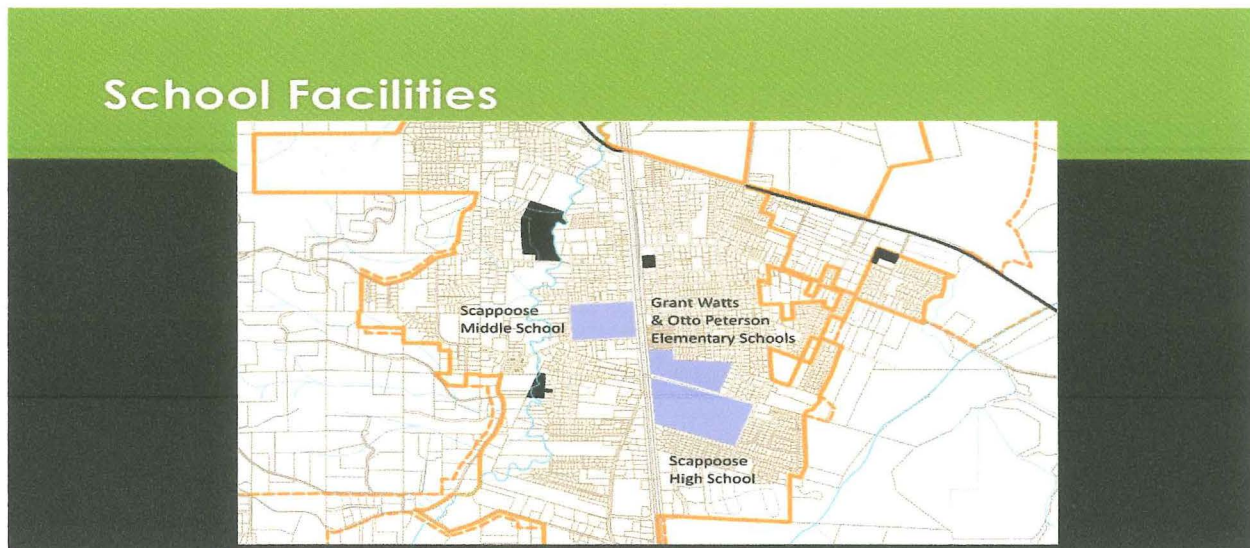 School Facilities
Scappoose
Middle School
Grant Watts
& Otto Peterson
Elementary Schools
Scappoose
High School